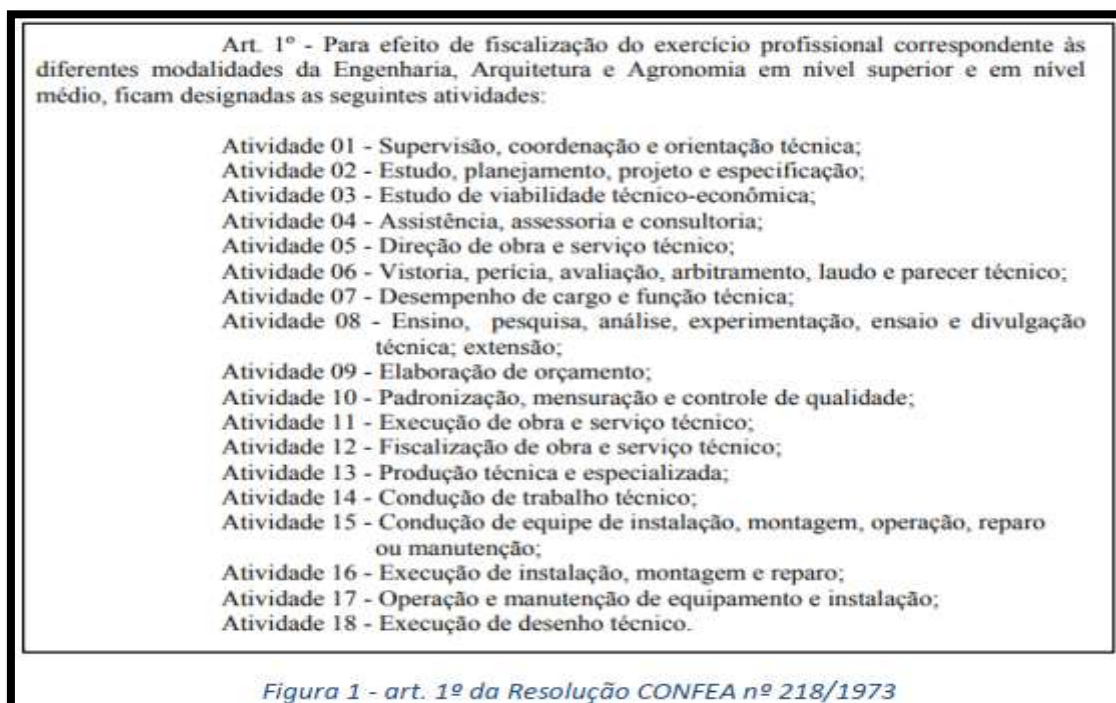 Art. 1º - Para efeito de fiscalização do exercício profissional correspondente às
diferentes modalidades da Engenharia, Arquitetura e Agronomia em nível superior e em nível
médio, ficam designadas as seguintes atividades:
Atividade 01 - Supervisão, coordenação e orientação técnica;
Atividade 02 - Estudo, planejamento, projeto e especificação;
Atividade 03 - Estudo de viabilidade técnico-econômica;
Atividade 04 - Assistência, assessoria e consultoria;
Atividade 05 - Direção de obra e serviço técnico;
Atividade 06 - Vistoria, perícia, avaliação, arbitramento, laudo e parecer técnico;
Atividade 07 - Desempenho de cargo e função técnica;
Atividade 08 - Ensino, pesquisa, análise, experimentação, ensaio e divulgação
técnica; extensão;
Atividade 09 - Elaboração de orçamento;
Atividade 10 - Padronização, mensuração e controle de qualidade;
Atividade 11 - Execução de obra e serviço técnico;
Atividade 12 - Fiscalização de obra e serviço técnico;
Atividade 13 - Produção técnica e especializada;
Atividade 14 - Condução de trabalho técnico;
Atividade 15 - Condução de equipe de instalação, montagem, operação, reparo
ou manutenção;
Atividade 16 - Execução de instalação, montagem e reparo;
Atividade 17 - Operação e manutenção de equipamento e instalação;
Atividade 18 - Execução de desenho técnico.
Figura 1 - art. 1º da Resolução CONFEA nº 218/1973